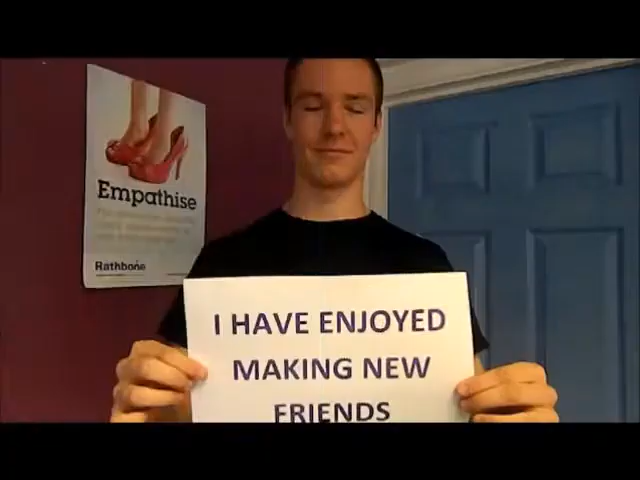 Empathise
Rathbone
I HAVE ENJOYED
MAKING NEW
FRIENDS